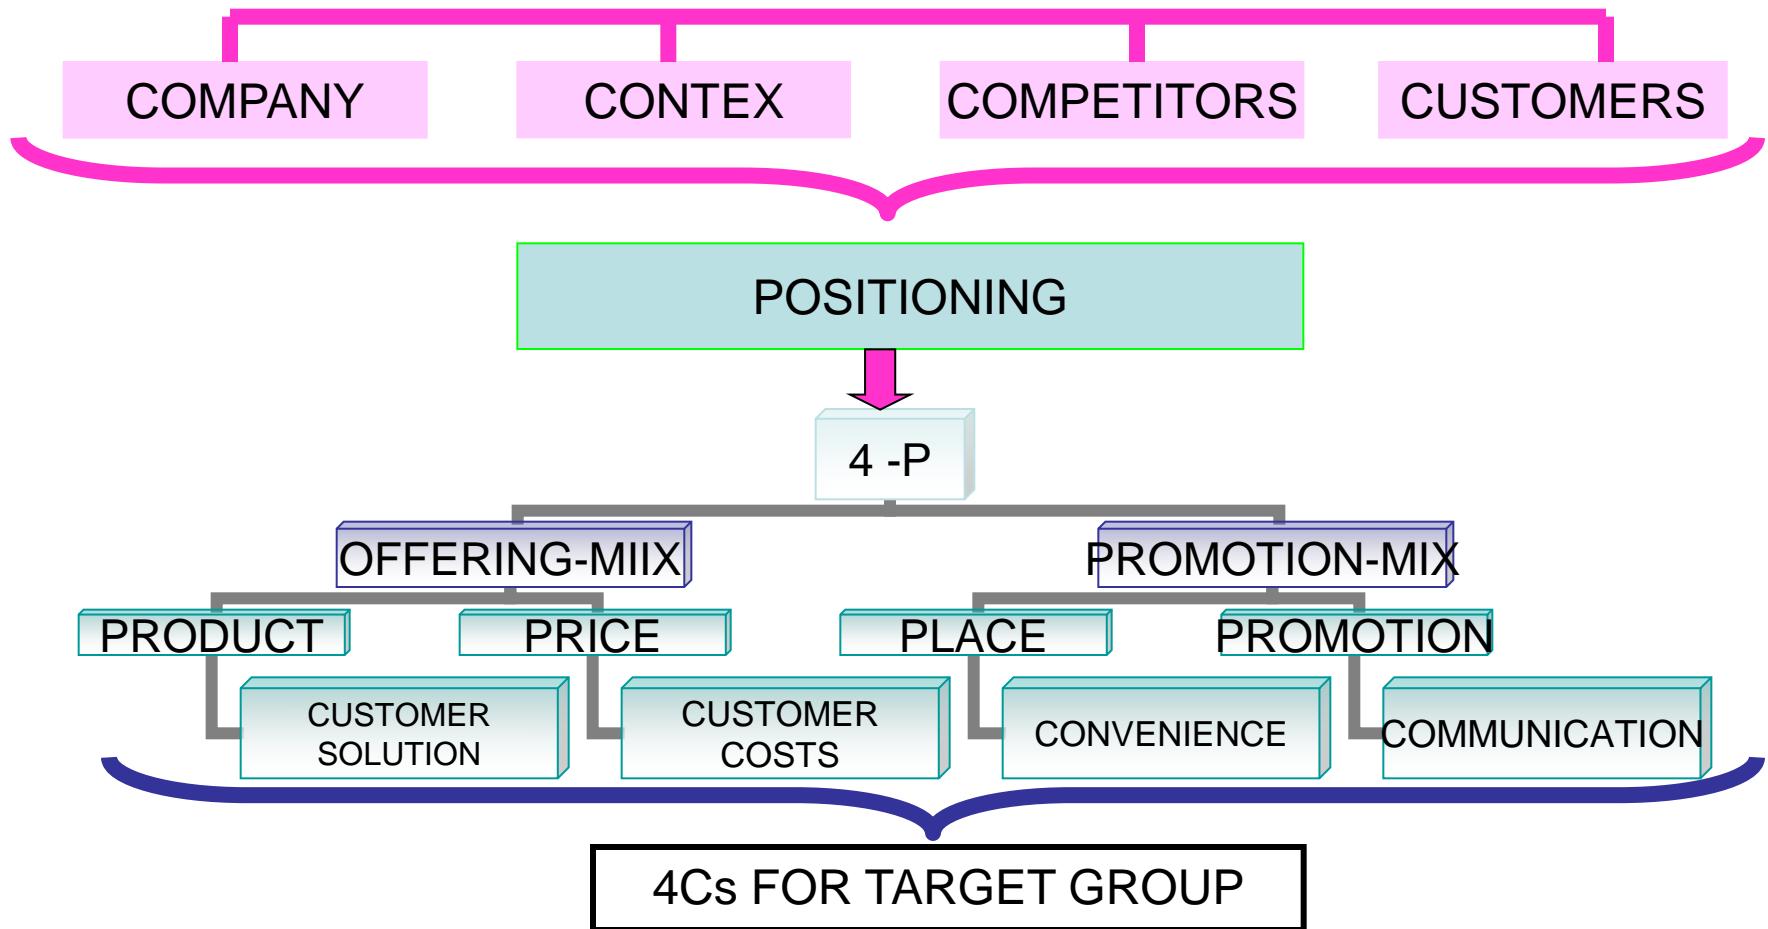 COMPANY
CONTEX
COMPETITORS
CUSTOMERS
POSITIONING
4 -P
OFFERING-MIIX
PROMOTION-MIX
PRODUCT
PRICE
PLACE
PROMOTION
CUSTOMER
SOLUTION
CUSTOMER
COSTS
CONVENIENCE
COMMUNICATION
4Cs FOR TARGET GROUP